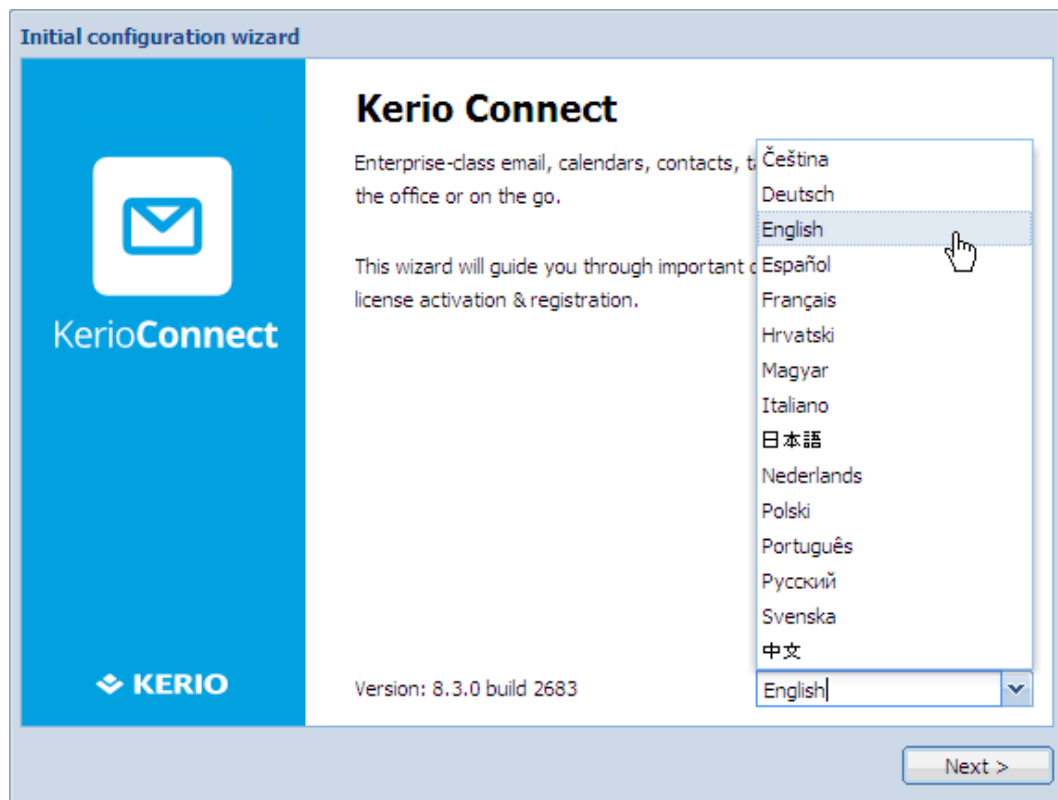 Initial configuration wizard
Kerio Connect
Enterprise-class email, calendars, contacts, t
the office or on the go.
This wizard will guide you through important
license activation & registration.
KerioConnect
Čeština
Deutsch
English
Español
Français
Hrvatski
Magyar
Italiano
日本語
Nederlands
Polski
Português
Русский
Svenska
中文
KERIO
Version: 8.3.0 build 2683
English
Next >